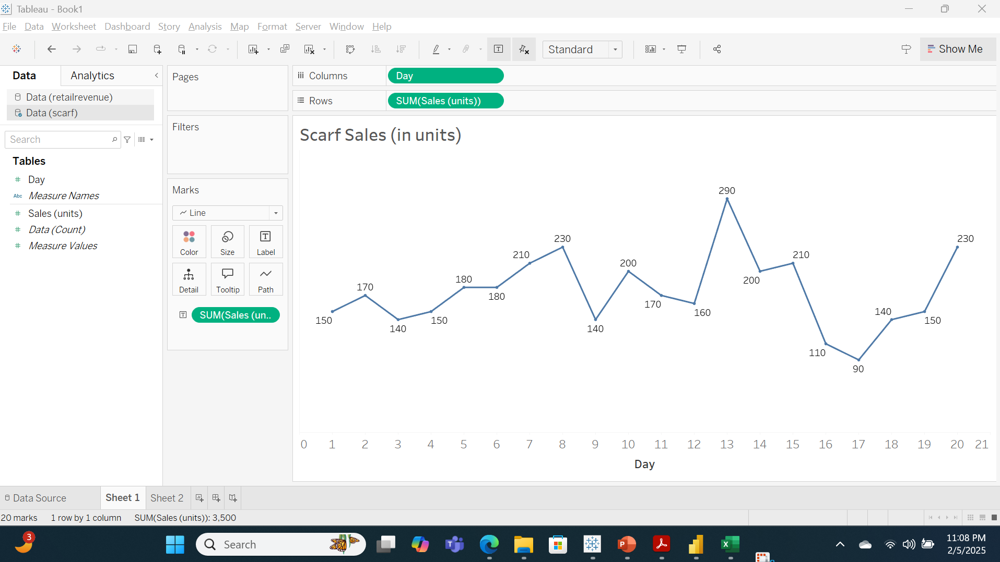 Tableau - Book1
File Data Worksheet Dashboard Story Analysis Map Format Server Window Help
Standard
Show Me
Data Analytics
Data (retailrevenue)
Data (scarf)
Search
Tables
Day
Abc Measure Names
Sales (units)
Data (Count)
Measure Values
Pages
Filters
Marks
Line
Color Size Label
Detail Tooltip Path
SUM(Sales (un..
Columns Day
Rows SUM(Sales (units))
Scarf Sales (in units)
150
170
140
150
180
180
210
230
140
200
170
160
290
200
210
110
90
140
150
230
0 1 2 3 4 5 6 7 8 9 10 11 12 13 14 15 16 17 18 19 20 21
Day
Data Source Sheet 1 Sheet 2
20 marks 1 row by 1 column SUM(Sales (units)): 3,500
3
Search
11:08 PM
2/5/2025